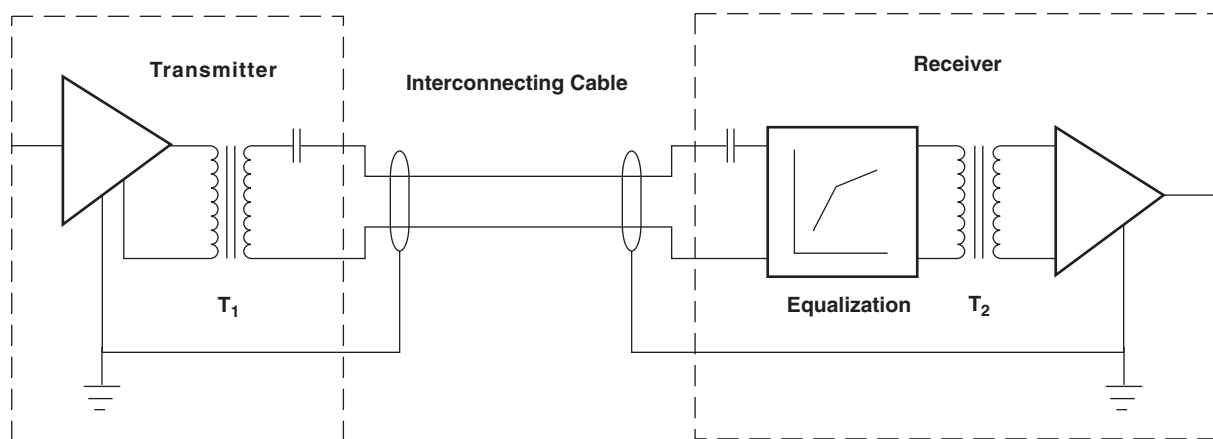 Transmitter
Interconnecting Cable
Receiver
T1
Equalization
T2